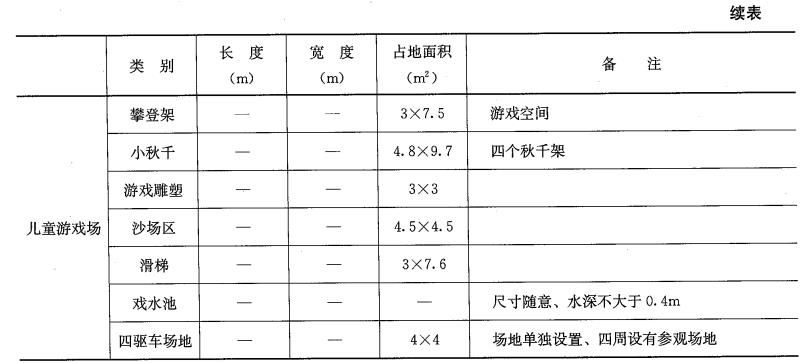 续表
类 别 长 度 (m) 宽 度 (m) 占地面积 (m²) 备 注
儿童游戏场
攀登架 — — 3×7.5 游戏空间
小秋千 — — 4.8×9.7 四个秋千架
游戏雕塑 — — 3×3
沙场区 — — 4.5×4.5
滑梯 — — 3×7.6
戏水池 — — — 尺寸随意、水深不大于0.4m
四驱车场地 — — 4×4 场地单独设置、四周设有参观场地